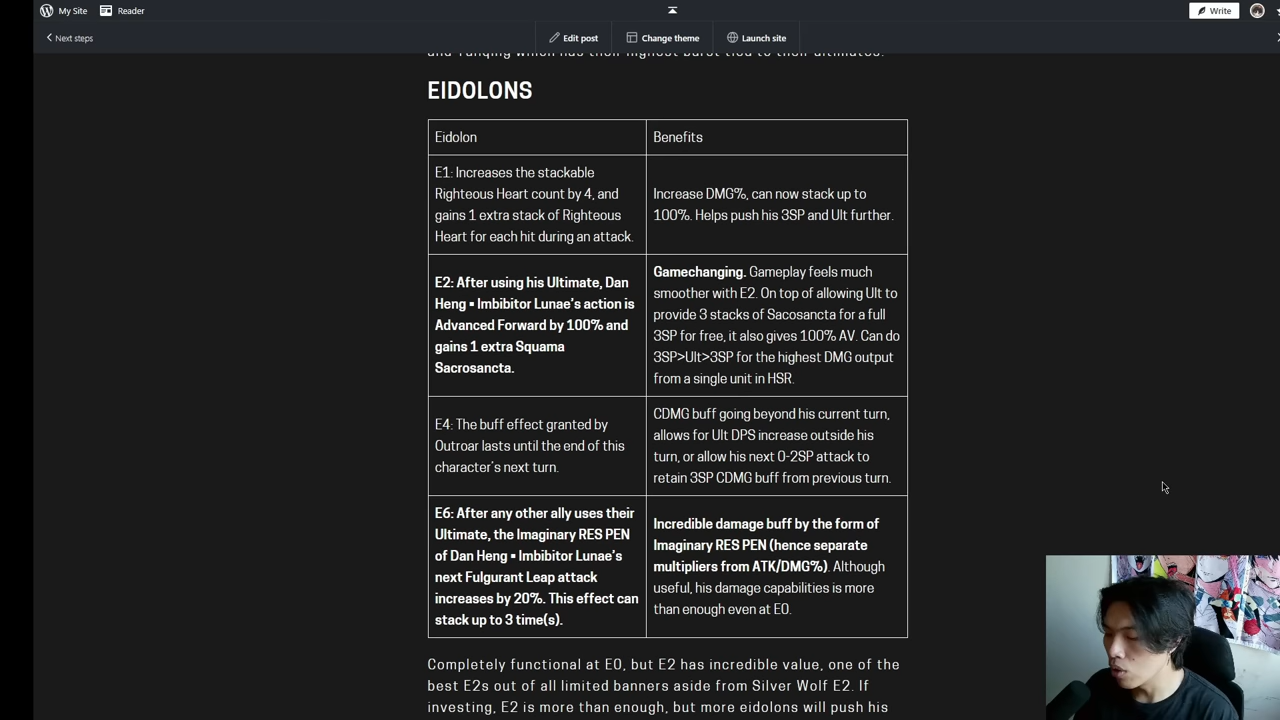 My Site
Reader
Write
Next steps
Edit post
Change theme
Launch site
and Yanqing which has their highest burst tied to their ultimates.
EIDOLONS
Eidolon
Benefits
E1: Increases the stackable
Righteous Heart count by 4, and
gains 1 extra stack of Righteous
Heart for each hit during an attack.
Increase DMG%, can now stack up to
100%. Helps push his 3SP and Ult further.
E2: After using his Ultimate, Dan
Heng • Imbibitor Lunae's action is
Advanced Forward by 100% and
gains 1 extra Squama
Sacrosancta.
Gamechanging. Gameplay feels much
smoother with E2. On top of allowing Ult to
provide 3 stacks of Sacosancta for a full
3SP for free, it also gives 100% AV. Can do
3SP>Ult>3SP for the highest DMG output
from a single unit in HSR.
E4: The buff effect granted by
Outroar lasts until the end of this
character's next turn.
CDMG buff going beyond his current turn,
allows for Ult DPS increase outside his
turn, or allow his next 0-2SP attack to
retain 3SP CDMG buff from previous turn.
E6: After any other ally uses their
Ultimate, the Imaginary RES PEN
of Dan Heng • Imbibitor Lunae's
next Fulgurant Leap attack
increases by 20%. This effect can
stack up to 3 time(s).
Incredible damage buff by the form of
Imaginary RES PEN (hence separate
multipliers from ATK/DMG%). Although
useful, his damage capabilities is more
than enough even at E0.
Completely functional at E0, but E2 has incredible value, one of the
best E2s out of all limited banners aside from Silver Wolf E2. If
investing, E2 is more than enough, but more eidolons will push his